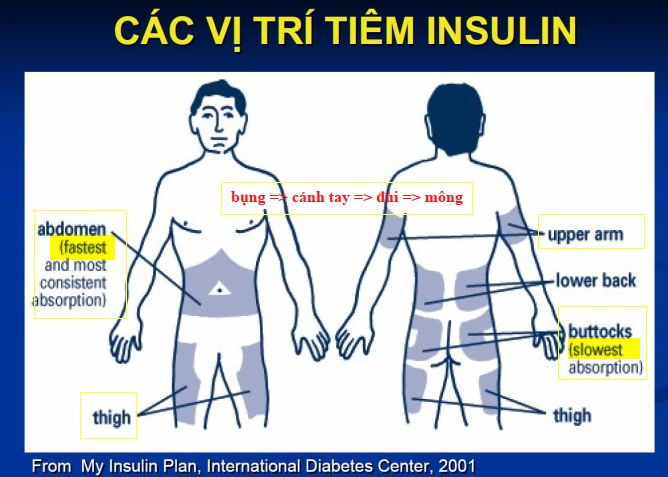 CÁC VỊ TRÍ TIÊM INSULIN
bụng => cánh tay => đùi => mông
abdomen
(fastest
and most
consistent
absorption)
thigh
upper arm
lower back
buttocks
(slowest
absorption)
thigh
From My Insulin Plan, International Diabetes Center, 2001